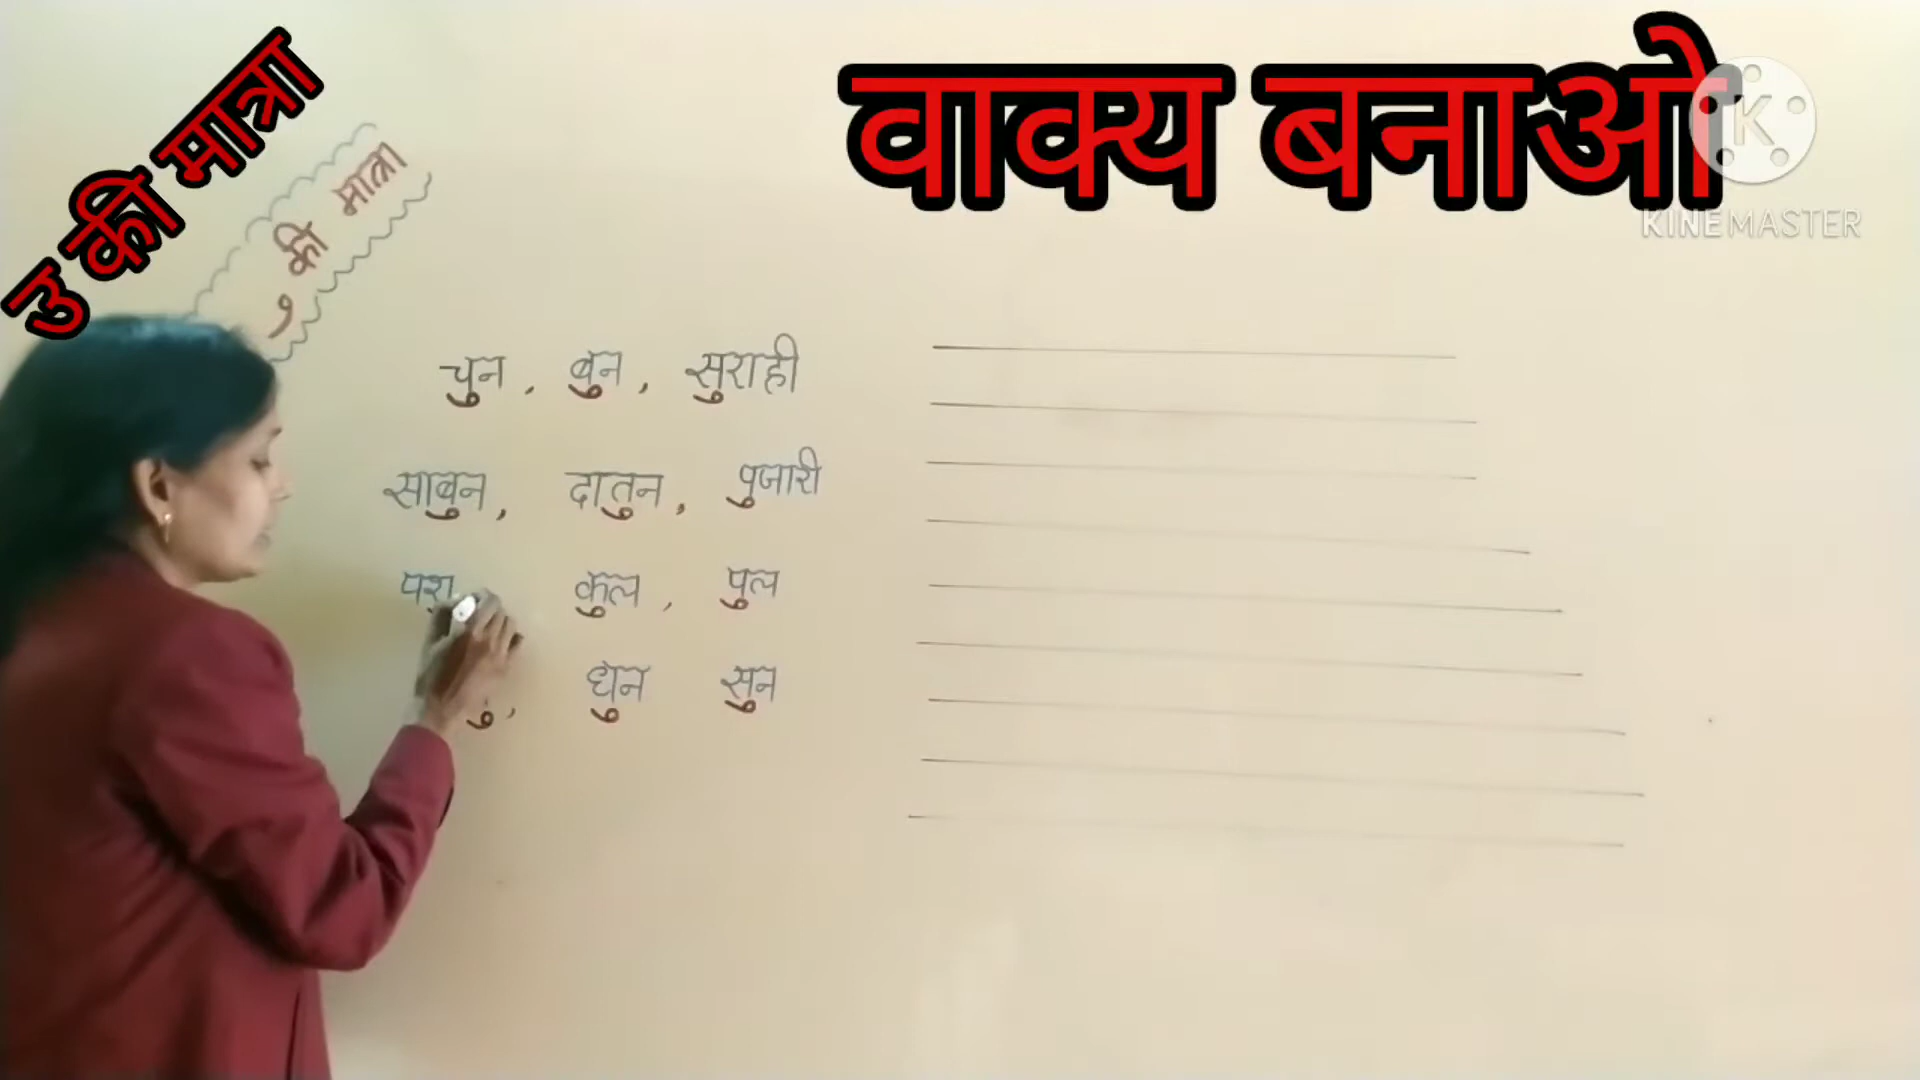 उ की मात्रा
वाक्य बनाओ
KINEMASTER
ु की मात्रा
चुन , बुन , सुराही
साबुन , दातुन , पुजारी
कुल , पुल
धुन सुन